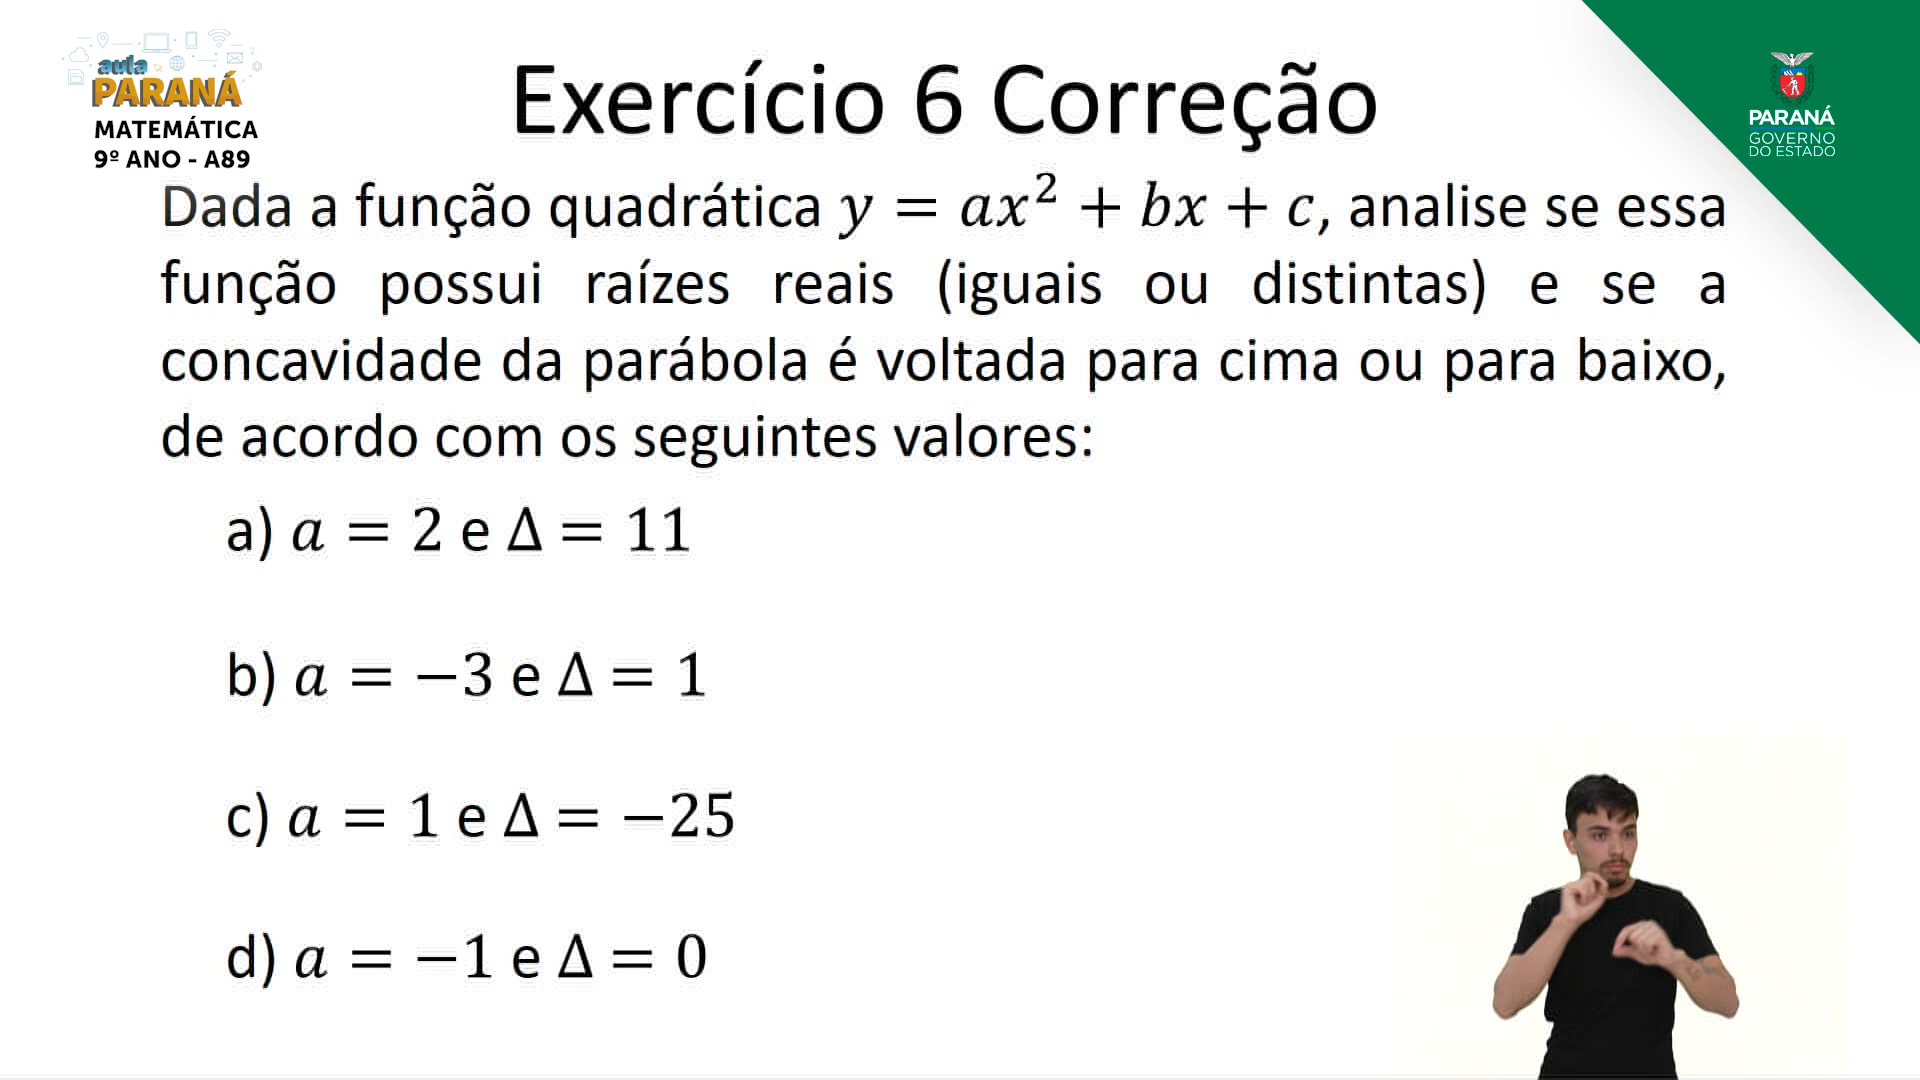 aula
PARANÁ
MATEMÁTICA
9º ANO - A89
Exercício 6 Correção
PARANÁ
GOVERNO
DO ESTADO
Dada a função quadrática y = ax² + bx + c, analise se essa
função possui raízes reais (iguais ou distintas) e se a
concavidade da parábola é voltada para cima ou para baixo,
de acordo com os seguintes valores:
a) a = 2 e Δ = 11
b) a = −3 e Δ = 1
c) a = 1 e Δ = −25
d) a = −1 e Δ = 0